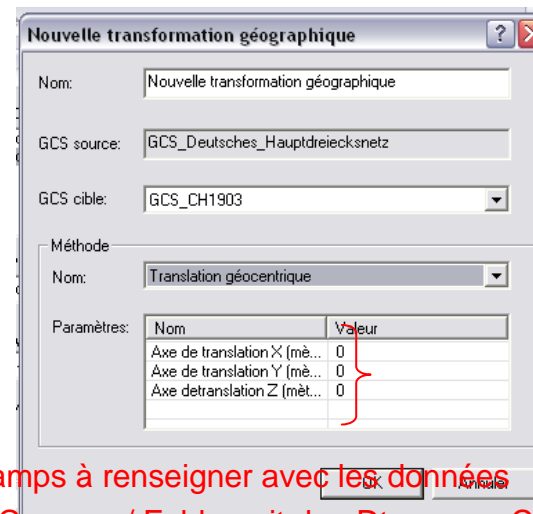 Nouvelle transformation géographique
Nom: Nouvelle transformation géographique
GCS source: GCS_Deutsches_Hauptdreiecksnetz
GCS cible: GCS_CH1903
Méthode
Nom: Translation géocentrique
Paramètres: Nom Valeur
Axe de translation X (mè... 0
Axe de translation Y (mè... 0
Axe detranslation Z (mèt... 0
OK Annuler
à renseigner avec les données